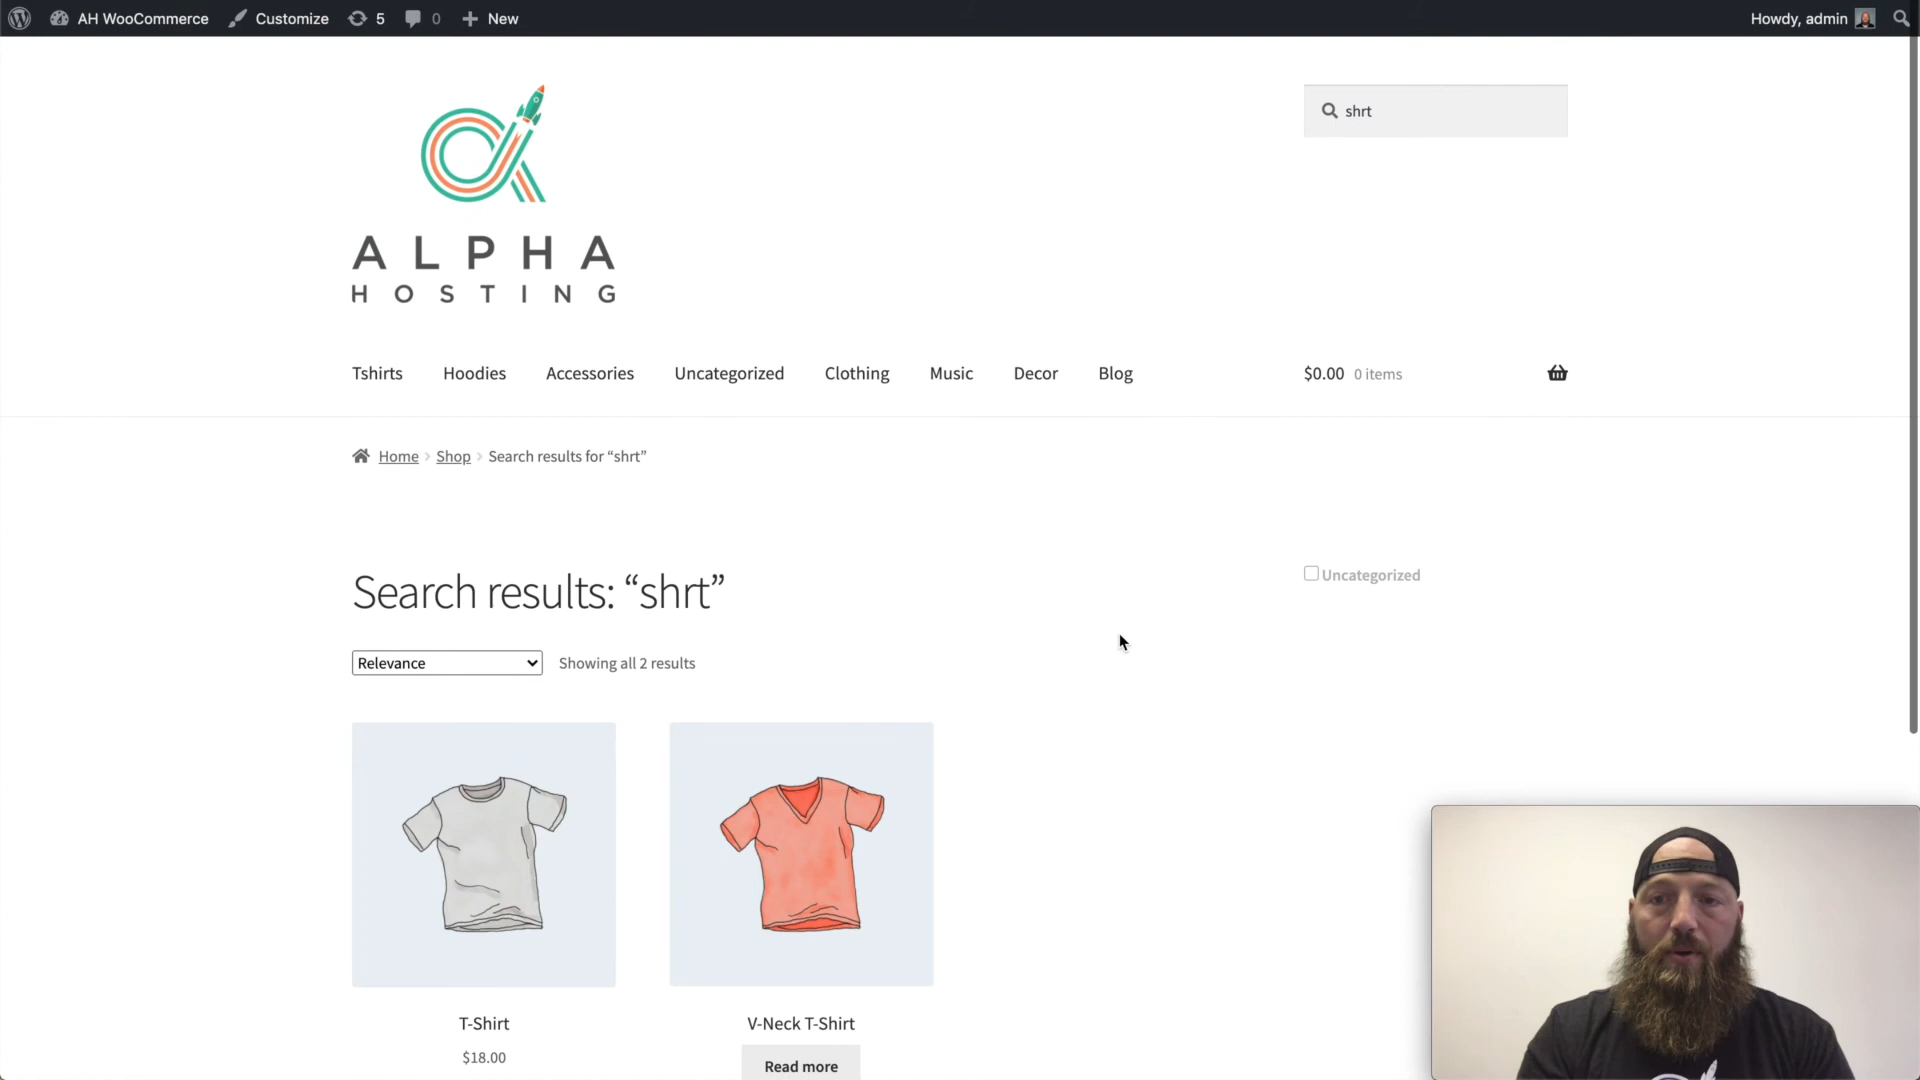 AH WooCommerce Customize 5 0 New Howdy, admin
shrt
ALPHA
HOSTING
Tshirts Hoodies Accessories Uncategorized Clothing Music Decor Blog $0.00 0 items
Home Shop Search results for “shrt”
Uncategorized
Search results: “shrt”
Relevance Showing all 2 results
T-Shirt V-Neck T-Shirt
$18.00
Read more